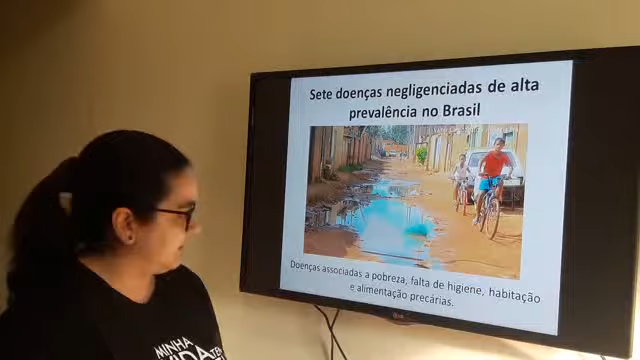 Sete doenças negligenciadas de alta
prevalência no Brasil
Doenças associadas a pobreza, falta de higiene, habitação
e alimentação precárias.
MINHA
LG